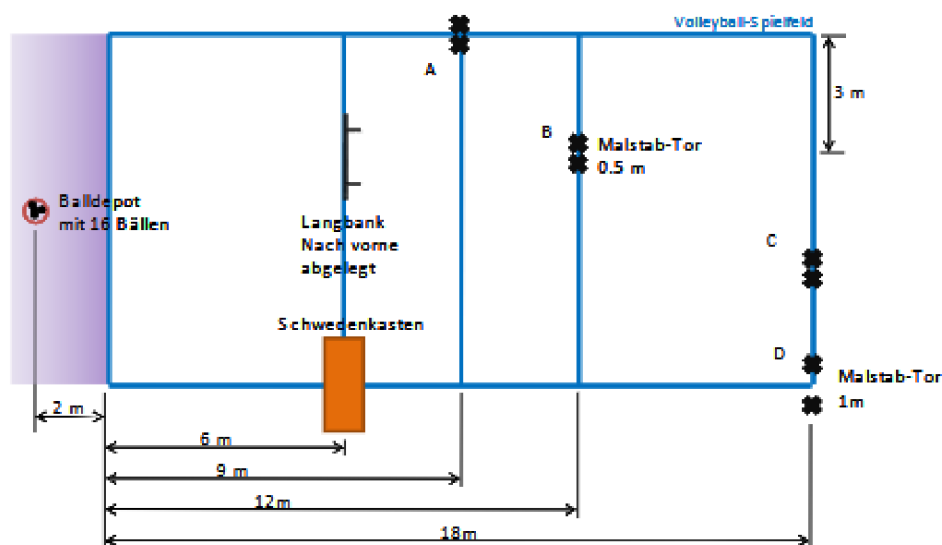 Volleyball-Spielfeld
A
3 m
B
Malstab-Tor
0.5 m
Balldepot
mit 16 Bällen
Langbank
Nach vorne
abgelegt
C
Schwedenkasten
D
Malstab-Tor
1m
2 m
6 m
9 m
12m
18m